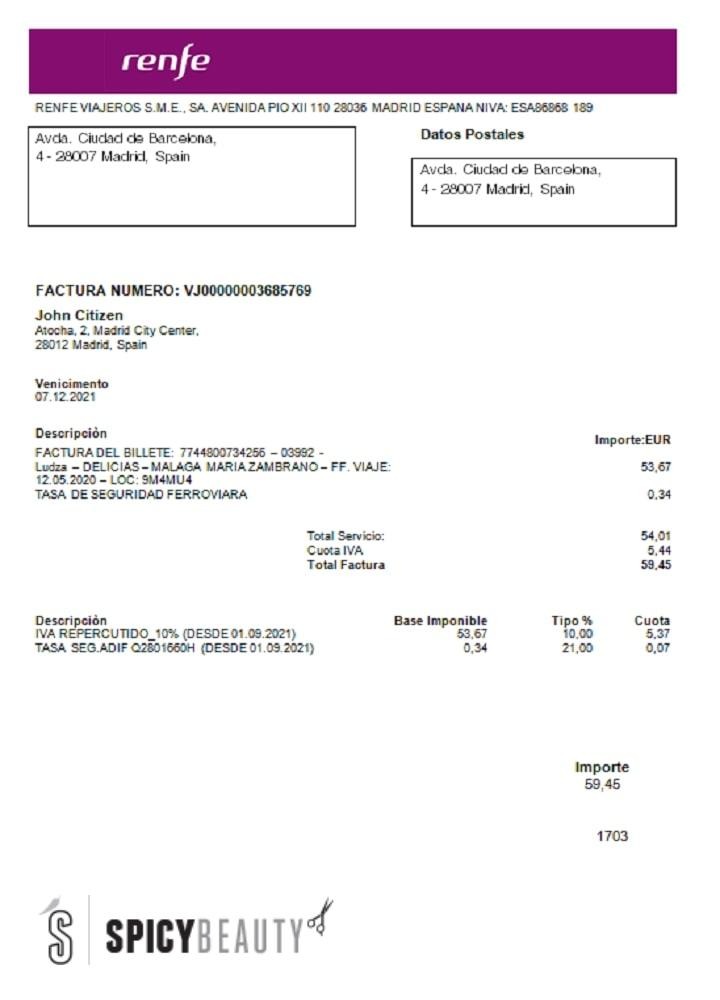 renfe
RENFE VIAJEROS S.M.E., SA. AVENIDA PIO XII 110 28036 MADRID ESPANA NIVA: ESA86868 189
Avda. Ciudad de Barcelona,
4 - 28007 Madrid, Spain
Datos Postales
Avda. Ciudad de Barcelona,
4 - 28007 Madrid, Spain
FACTURA NUMERO: VJ00000003685769
John Citizen
Atocha, 2, Madrid City Center,
28012 Madrid, Spain
Venicimento
07.12.2021
Descripciòn Importe:EUR
FACTURA DEL BILLETE: 7744800734256 – 03992 -
Ludza – DELICIAS – MALAGA MARIA ZAMBRANO – FF. VIAJE: 53,67
12.05.2020 – LOC: 9M4MU4
TASA DE SEGURIDAD FERROVIARA 0,34
Total Servicio: 54,01
Cuota IVA 5,44
Total Factura 59,45
Descripciòn Base Imponible Tipo % Cuota
IVA REPERCUTIDO_10% (DESDE 01.09.2021) 53,67 10,00 5,37
TASA SEG.ADIF Q2801660H (DESDE 01.09.2021) 0,34 21,00 0,07
Importe
59,45
1703
S SPICYBEAUTY